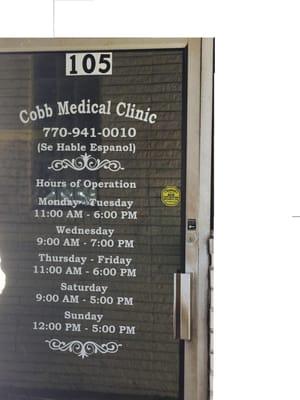 105
Cobb Medical Clinic
770-941-0010
(Se Hable Espanol)
Hours of Operation
Monday - Tuesday
11:00 AM - 6:00 PM
Wednesday
9:00 AM - 7:00 PM
Thursday - Friday
11:00 AM - 6:00 PM
Saturday
9:00 AM - 5:00 PM
Sunday
12:00 PM - 5:00 PM